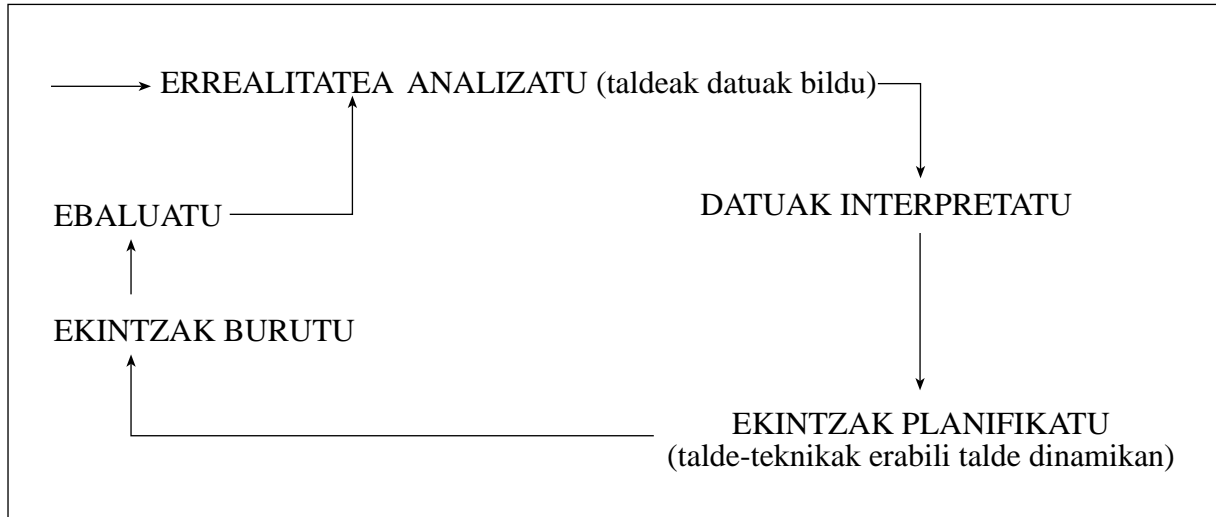 ERREALITATEA ANALIZATU (taldeak datuak bildu)
DATUAK INTERPRETATU
EBALUATU
EKINTZAK BURUTU
EKINTZAK PLANIFIKATU
(talde-teknikak erabili talde dinamikan)